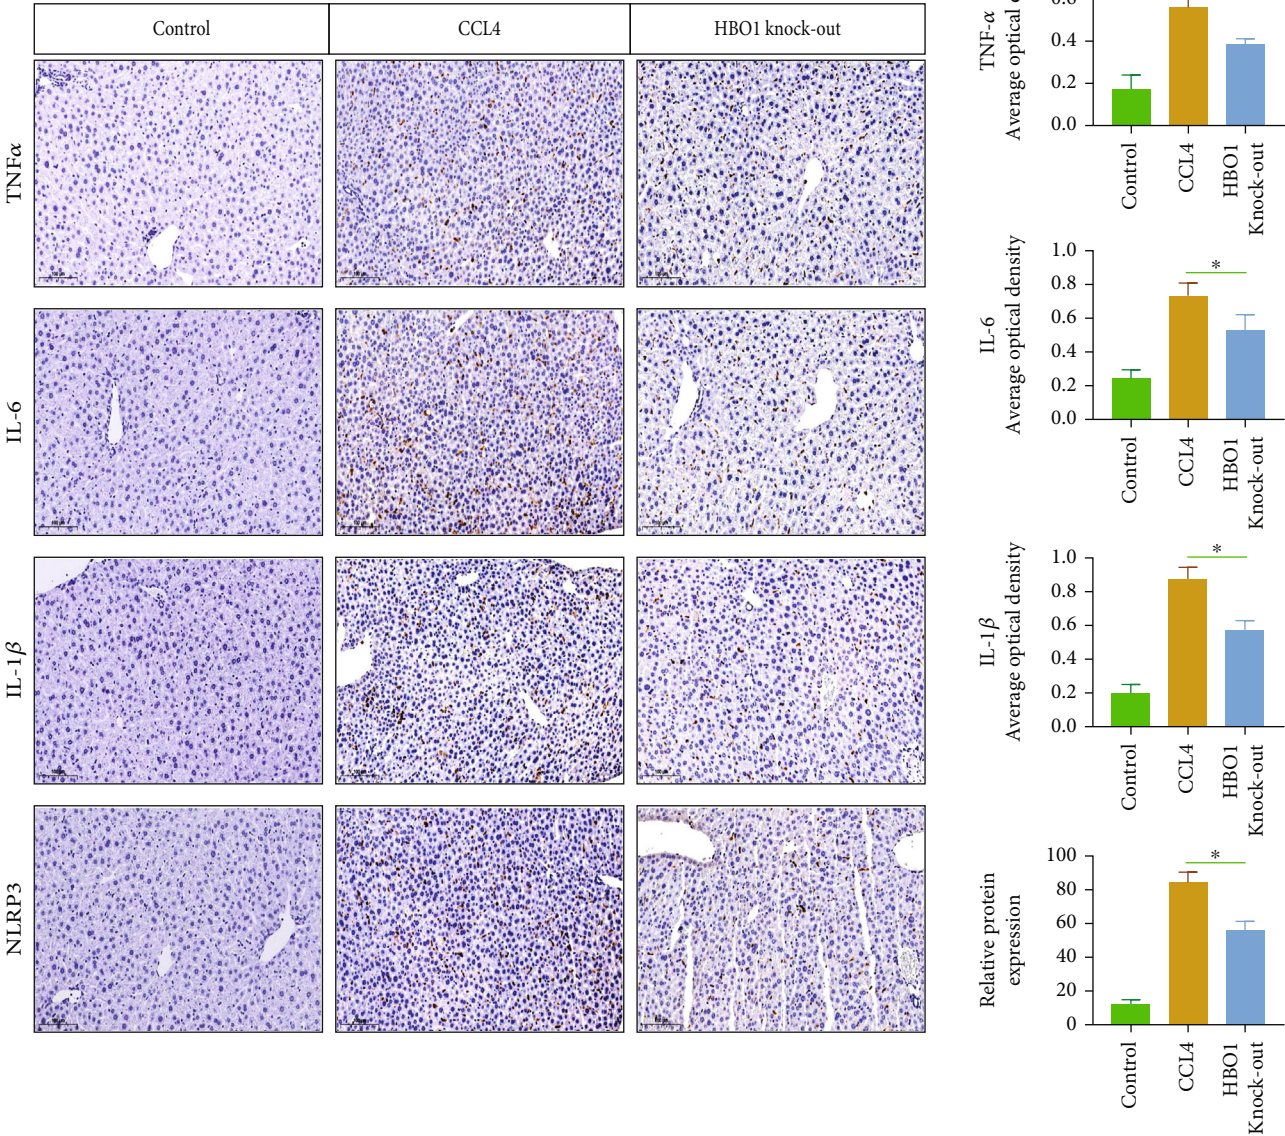 Control
CCL4
HBO1 knock-out
TNFα
IL-6
IL-1β
NLRP3
TNF-α
Average optical
0.4
0.2
0.0
Control
CCL4
HBO1
Knock-out
IL-6
Average optical density
1.0
0.8
0.6
0.4
0.2
0.0
*
Control
CCL4
HBO1
Knock-out
IL-1β
Average optical density
1.0
0.8
0.6
0.4
0.2
0.0
*
Control
CCL4
HBO1
Knock-out
Relative protein
expression
100
80
60
40
20
0
*
Control
CCL4
HBO1
Knock-out